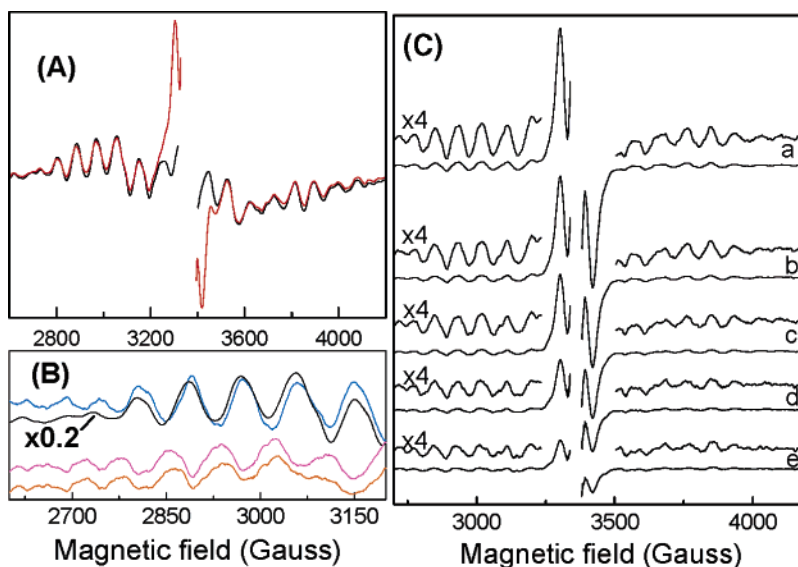 (A)
2800 3200 3600 4000
(B)
x0.2
2700 2850 3000 3150
Magnetic field (Gauss)
(C)
x4
a
x4
b
x4
c
x4
d
x4
e
3000 3500 4000
Magnetic field (Gauss)